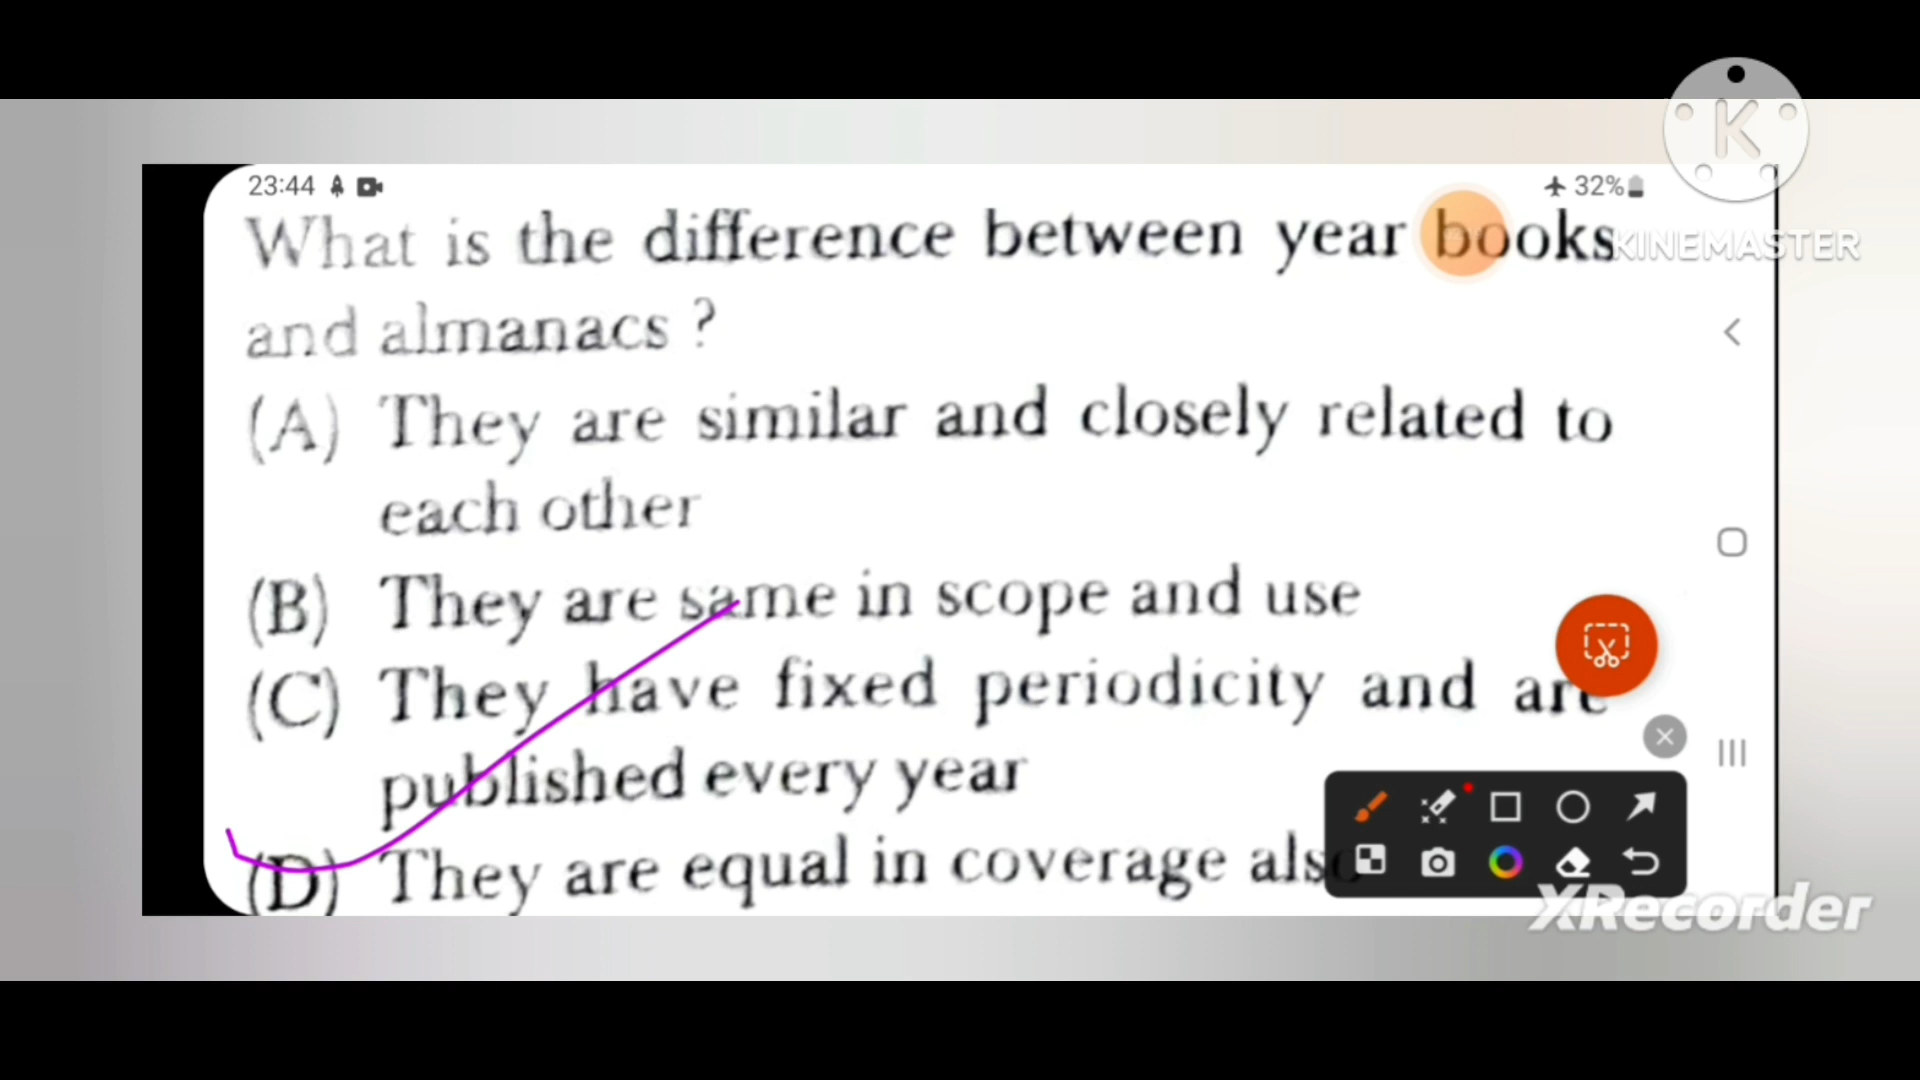 K
KINEMASTER
23:44 32%
What is the difference between year books
and almanacs ?
(A) They are similar and closely related to
each other
(B) They are same in scope and use
(C) They have fixed periodicity and are
published every year
(D) They are equal in coverage also
XRecorder